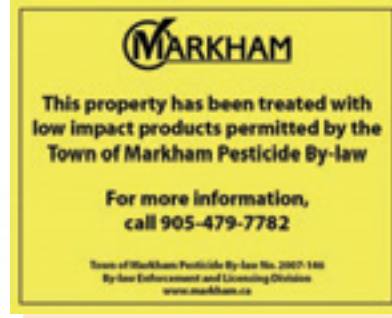 MARKHAM
This property has been treated with
low impact products permitted by the
Town of Markham Pesticide By-law
For more information,
call 905-479-7782
Town of Markham Pesticide By-law No. 2007-146
By-law Enforcement and Licensing Division
www.markham.ca